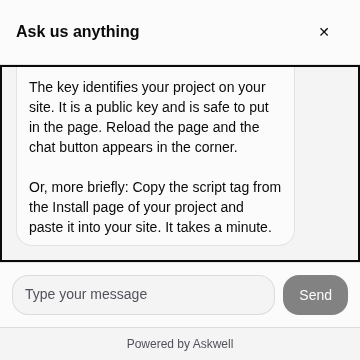 Ask us anything
×
The key identifies your project on your
site. It is a public key and is safe to put
in the page. Reload the page and the
chat button appears in the corner.
Or, more briefly: Copy the script tag from
the Install page of your project and
paste it into your site. It takes a minute.
Type your message
Send
Powered by Askwell